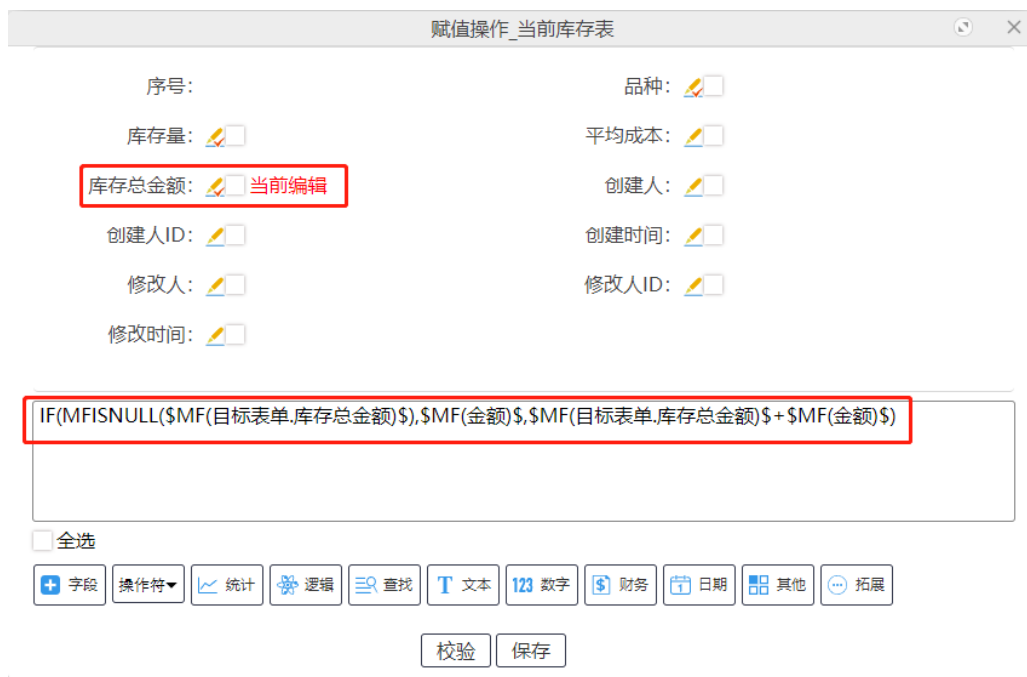 赋值操作_当前库存表
序号： 品种：
库存量： 平均成本：
库存总金额： 当前编辑 创建人：
创建人ID： 创建时间：
修改人： 修改人ID：
修改时间：
IF(MFISNULL($MF(目标表单.库存总金额)$),$MF(金额)$,$MF(目标表单.库存总金额)$+$MF(金额)$)
全选
字段 操作符 统计 逻辑 查找 T 文本 123 数字 $ 财务 1 日期 其他 拓展
校验 保存